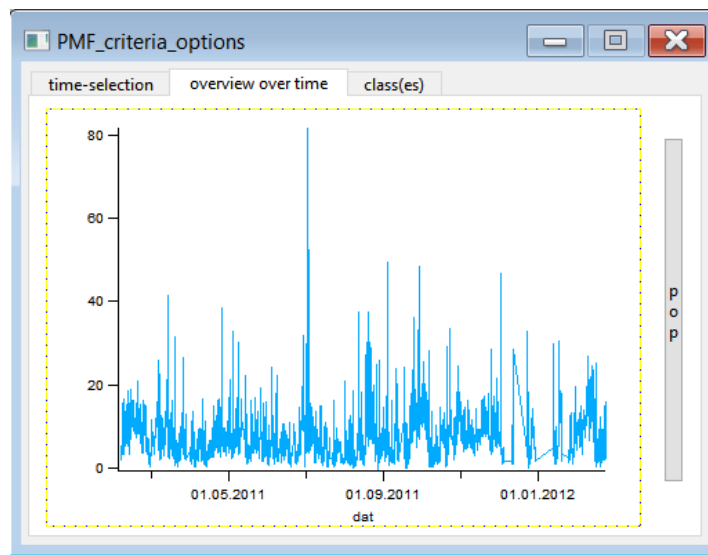 PMF_criteria_options
time-selection
overview over time
class(es)
80
60
40
20
0
01.05.2011
01.09.2011
01.01.2012
dat
p
o
p